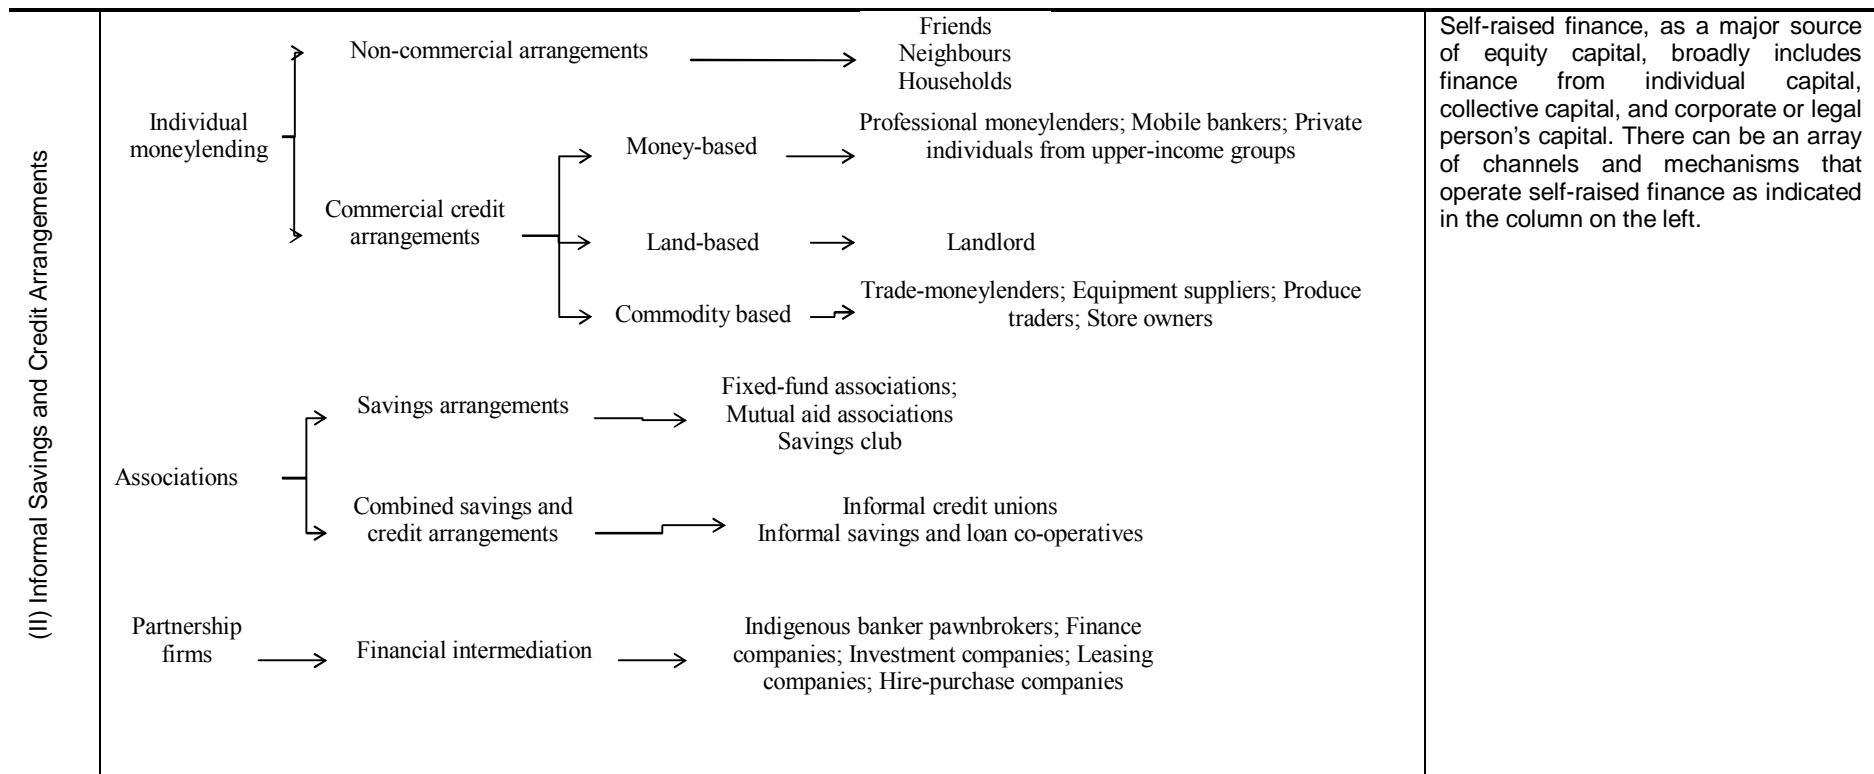 (II) Informal Savings and Credit Arrangements
Individual
moneylending
Non-commercial arrangements
Friends
Neighbours
Households
Commercial credit
arrangements
Money-based
Professional moneylenders; Mobile bankers; Private
individuals from upper-income groups
Land-based
Landlord
Commodity based
Trade-moneylenders; Equipment suppliers; Produce
traders; Store owners
Associations
Savings arrangements
Fixed-fund associations;
Mutual aid associations
Savings club
Combined savings and
credit arrangements
Informal credit unions
Informal savings and loan co-operatives
Partnership
firms
Financial intermediation
Indigenous banker pawnbrokers; Finance
companies; Investment companies; Leasing
companies; Hire-purchase companies
Self-raised finance, as a major source
of equity capital, broadly includes
finance from individual capital,
collective capital, and corporate or legal
person’s capital. There can be an array
of channels and mechanisms that
operate self-raised finance as indicated
in the column on the left.